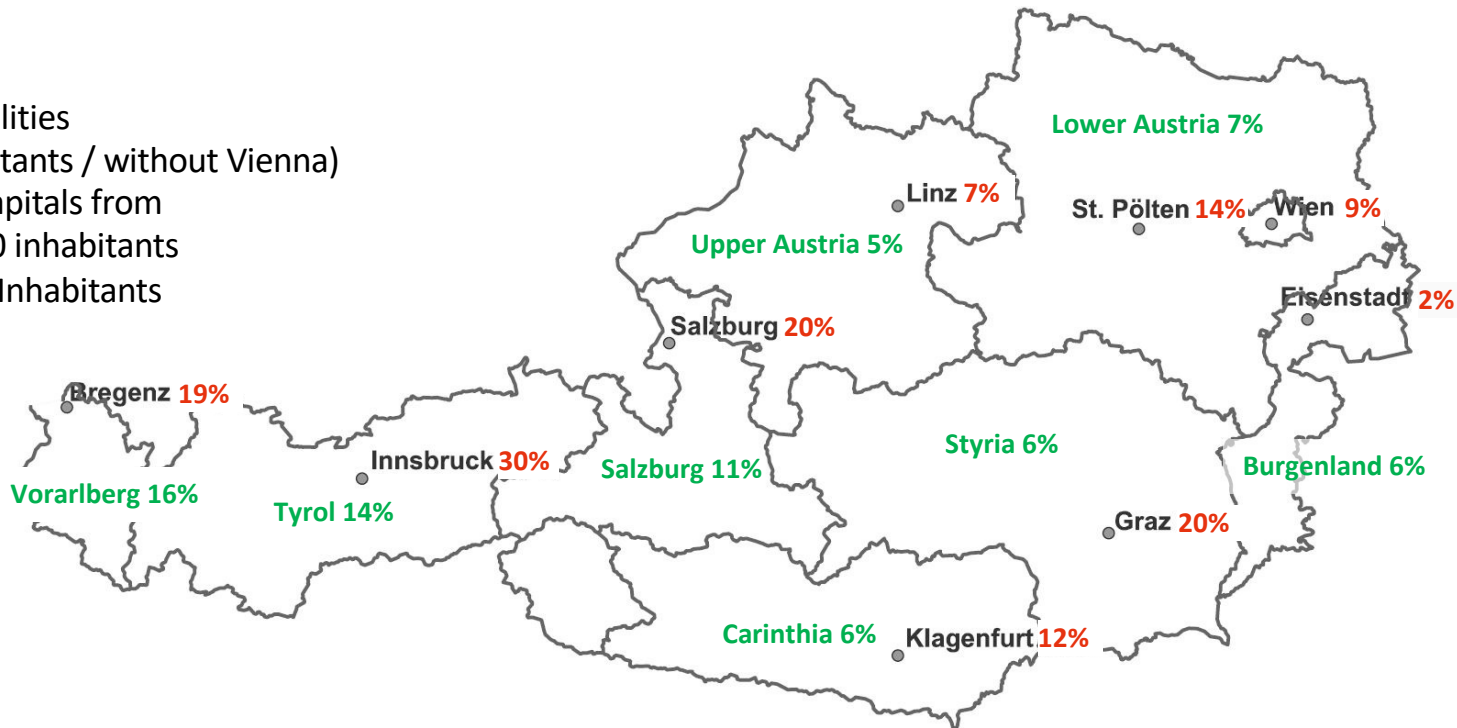 lities
tants / without Vienna)
apitals from
0 inhabitants
Inhabitants
Lower Austria 7%
Linz 7%
St. Pölten 14%
Wien 9%
Upper Austria 5%
Eisenstadt 2%
Salzburg 20%
Bregenz 19%
Innsbruck 30%
Salzburg 11%
Styria 6%
Burgenland 6%
Vorarlberg 16%
Tyrol 14%
Graz 20%
Carinthia 6%
Klagenfurt 12%